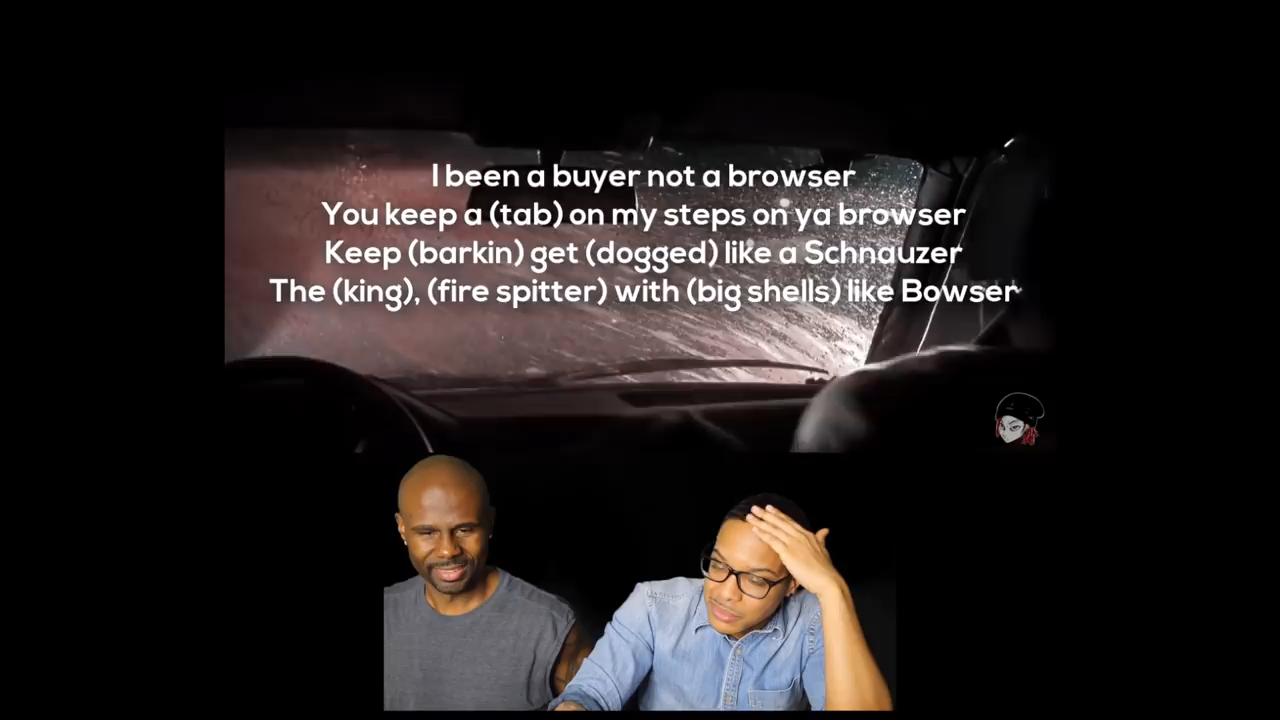 I been a buyer not a browser
You keep a (tab) on my steps on ya browser
Keep (barkin) get (dogged) like a Schnauzer
The (king), (fire spitter) with (big shells) like Bowser